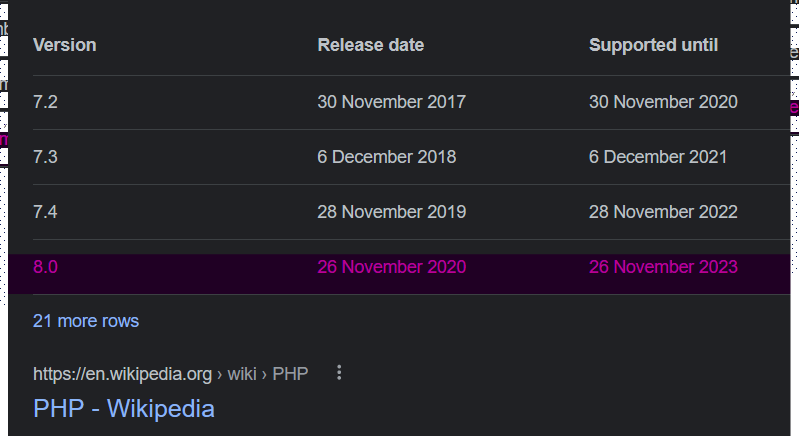 Version Release date Supported until
7.2 30 November 2017 30 November 2020
7.3 6 December 2018 6 December 2021
7.4 28 November 2019 28 November 2022
8.0 26 November 2020 26 November 2023
21 more rows
https://en.wikipedia.org › wiki › PHP
PHP - Wikipedia